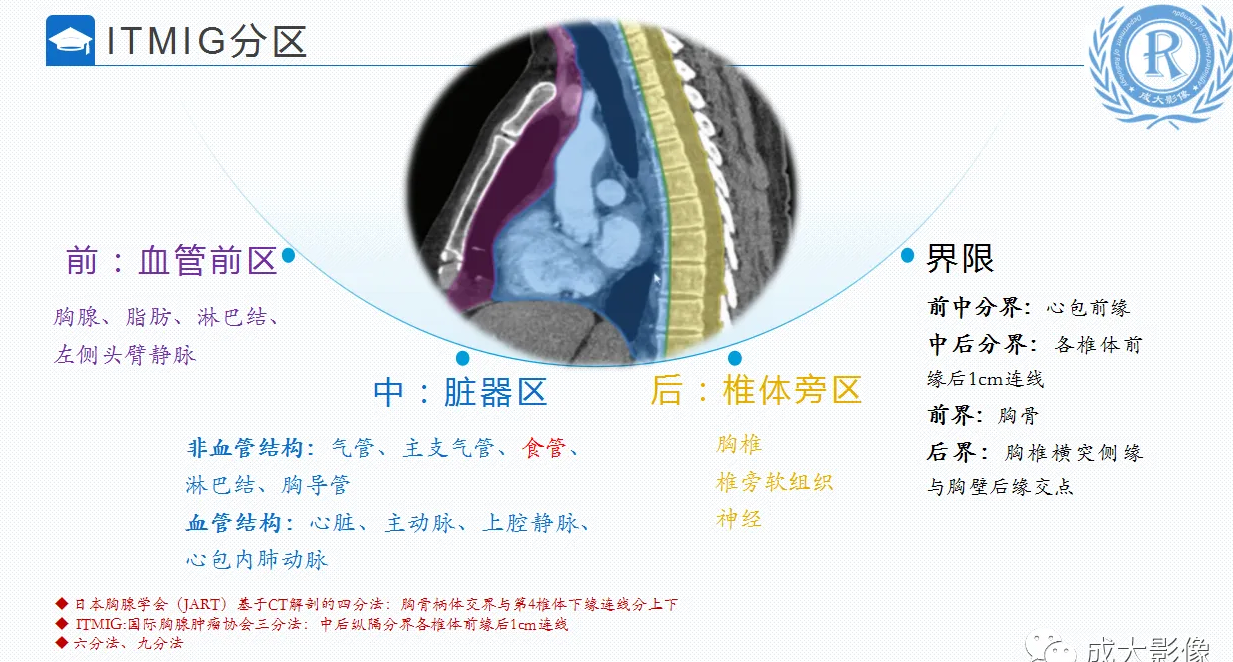 ITMIG分区
R
成大影像
前：血管前区
胸腺、脂肪、淋巴结、
左侧头臂静脉
中：脏器区
非血管结构：气管、主支气管、食管、
淋巴结、胸导管
血管结构：心脏、主动脉、上腔静脉、
心包内肺动脉
后：椎体旁区
胸椎
椎旁软组织
神经
界限
前中分界：心包前缘
中后分界：各椎体前
缘后1cm连线
前界：胸骨
后界：胸椎横突侧缘
与胸壁后缘交点
◆ 日本胸腺学会（JART）基于CT解剖的四分法：胸骨柄体交界与第4椎体下缘连线分上下
◆ ITMIG:国际胸腺肿瘤协会三分法：中后纵隔分界各椎体前缘后1cm连线
◆ 六分法、九分法
成大影像